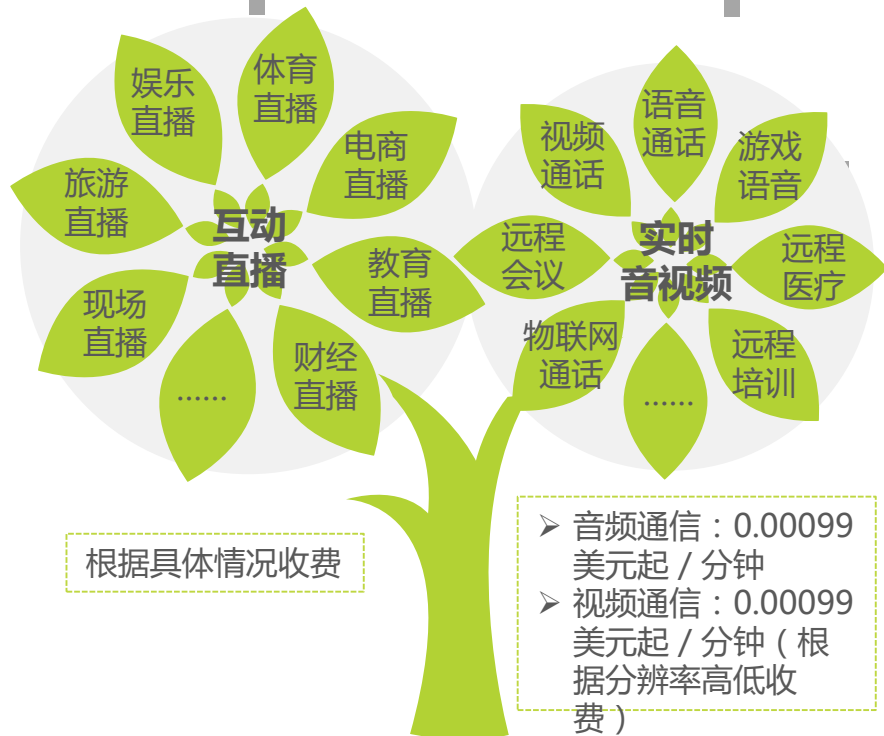 娱乐
直播
体育
直播
电商
直播
旅游
直播
互动
直播
教育
直播
现场
直播
财经
直播
......
语音
通话
视频
通话
游戏
语音
远程
会议
实时
音视频
远程
医疗
物联网
通话
远程
培训
......
根据具体情况收费
➢ 音频通信：0.00099
美元起 / 分钟
➢ 视频通信：0.00099
美元起 / 分钟（根
据分辨率高低收
费）